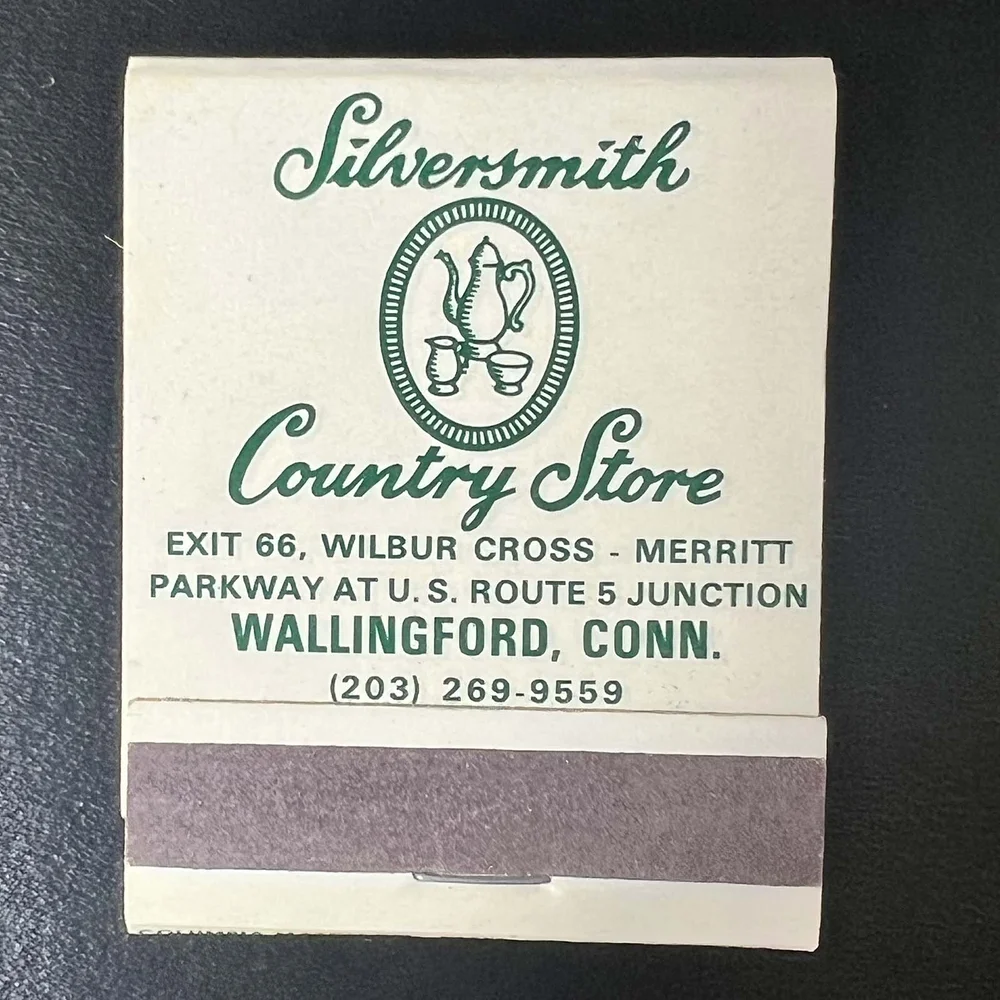 Silversmith
Country Store
EXIT 66, WILBUR CROSS - MERRITT
PARKWAY AT U.S. ROUTE 5 JUNCTION
WALLINGFORD, CONN.
(203) 269-9559